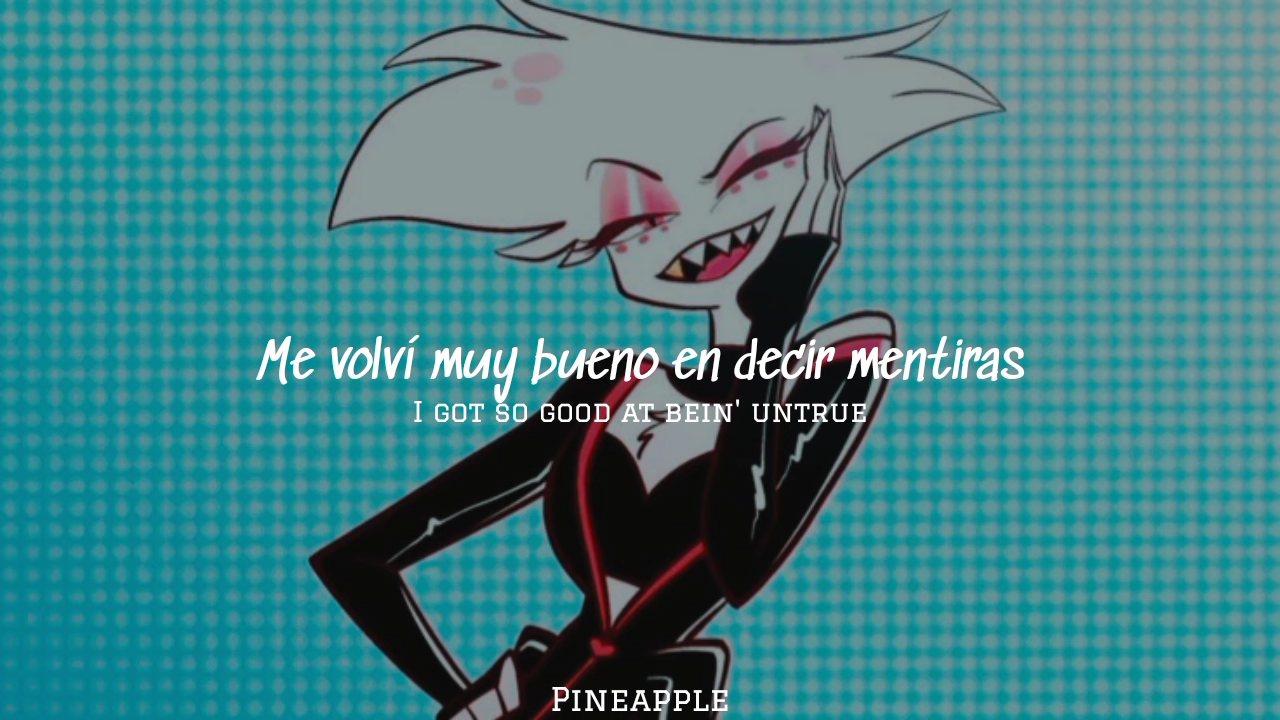 Me volví muy bueno en decir mentiras
I got so good at bein' untrue
Pineapple